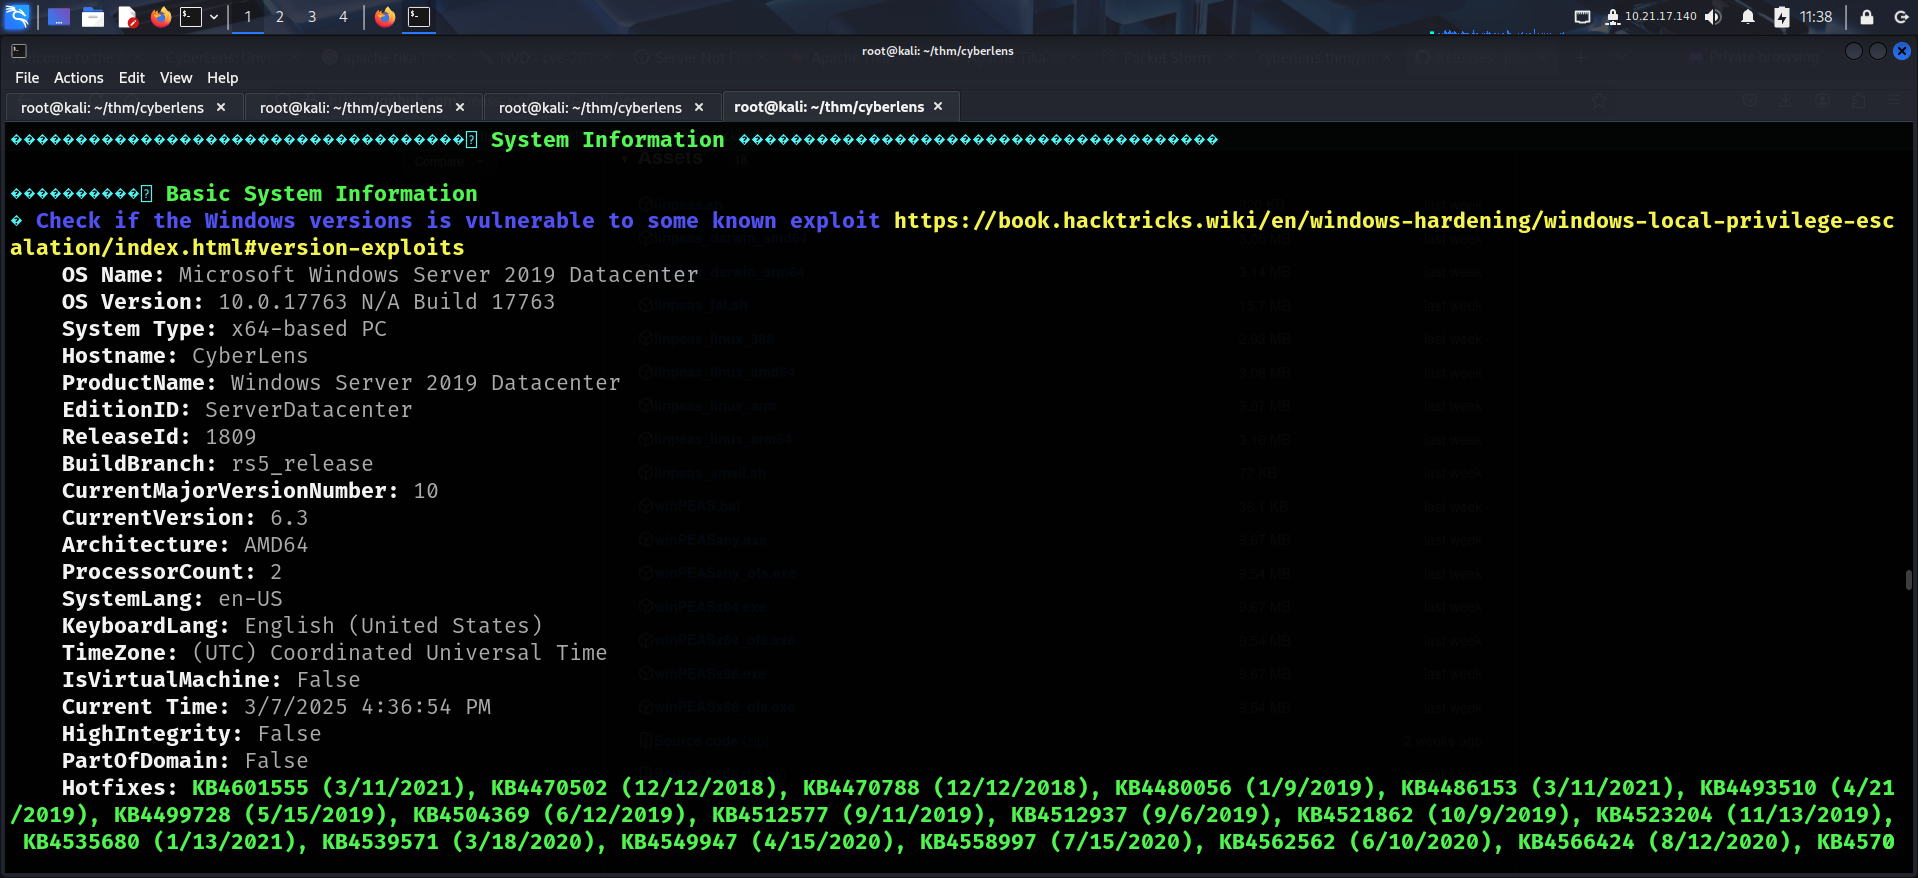 1 2 3 4 10.21.17.140 11:38
root@kali: ~/thm/cyberlens
File Actions Edit View Help
root@kali: ~/thm/cyberlens × root@kali: ~/thm/cyberlens × root@kali: ~/thm/cyberlens × root@kali: ~/thm/cyberlens ×
System Information
Basic System Information
Check if the Windows versions is vulnerable to some known exploit https://book.hacktricks.wiki/en/windows-hardening/windows-local-privilege-esc
alation/index.html#version-exploits
OS Name: Microsoft Windows Server 2019 Datacenter
OS Version: 10.0.17763 N/A Build 17763
System Type: x64-based PC
Hostname: CyberLens
ProductName: Windows Server 2019 Datacenter
EditionID: ServerDatacenter
ReleaseId: 1809
BuildBranch: rs5_release
CurrentMajorVersionNumber: 10
CurrentVersion: 6.3
Architecture: AMD64
ProcessorCount: 2
SystemLang: en-US
KeyboardLang: English (United States)
TimeZone: (UTC) Coordinated Universal Time
IsVirtualMachine: False
Current Time: 3/7/2025 4:36:54 PM
HighIntegrity: False
PartOfDomain: False
Hotfixes: KB4601555 (3/11/2021), KB4470502 (12/12/2018), KB4470788 (12/12/2018), KB4480056 (1/9/2019), KB4486153 (3/11/2021), KB4493510 (4/21
/2019), KB4499728 (5/15/2019), KB4504369 (6/12/2019), KB4512577 (9/11/2019), KB4512937 (9/6/2019), KB4521862 (10/9/2019), KB4523204 (11/13/2019),
KB4535680 (1/13/2021), KB4539571 (3/18/2020), KB4549947 (4/15/2020), KB4558997 (7/15/2020), KB4562562 (6/10/2020), KB4566424 (8/12/2020), KB4570